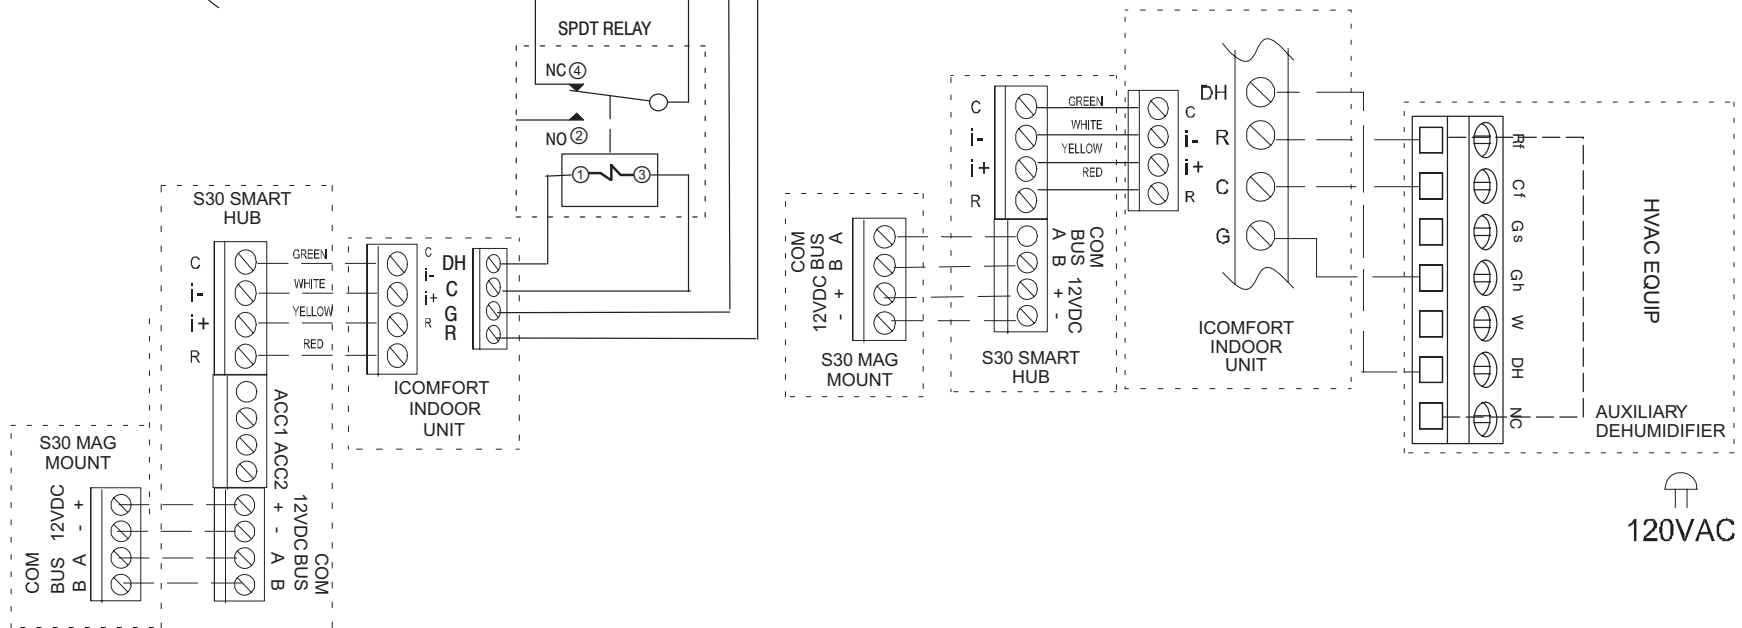 SPDT RELAY
NC ④
NO ②
① ③
S30 SMART
HUB
C
i-
i+
R
GREEN
WHITE
YELLOW
RED
C
i-
i+
R
DH
C
G
R
ICOMFORT
INDOOR
UNIT
ACC1 ACC2
+
-
A
B
12VDC BUS
COM
S30 MAG
MOUNT
12VDC
+
-
COM
BUS
A
B
C
i-
i+
R
GREEN
WHITE
YELLOW
RED
C
i-
i+
R
DH
R
C
G
ICOMFORT
INDOOR
UNIT
COM
BUS
A
B
12VDC
+
-
S30 MAG
MOUNT
A
B
+
-
COM
BUS
12VDC
S30 SMART
HUB
Rf
Cf
Gs
Gh
W
DH
NC
HVAC EQUIP
AUXILIARY
DEHUMIDIFIER
120VAC